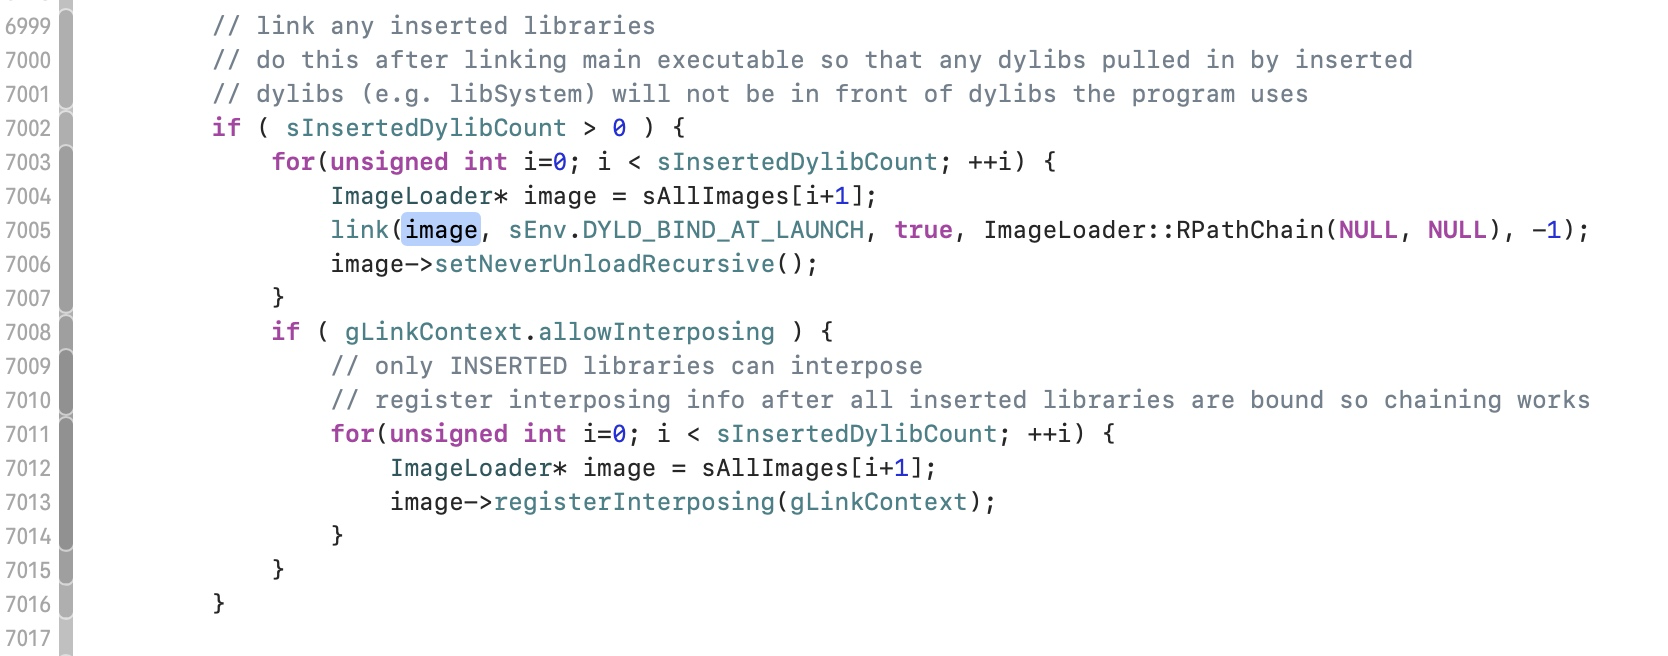 6999 // link any inserted libraries
7000 // do this after linking main executable so that any dylibs pulled in by inserted
7001 // dylibs (e.g. libSystem) will not be in front of dylibs the program uses
7002 if ( sInsertedDylibCount > 0 ) {
7003 for(unsigned int i=0; i < sInsertedDylibCount; ++i) {
7004 ImageLoader* image = sAllImages[i+1];
7005 link(image, sEnv.DYLD_BIND_AT_LAUNCH, true, ImageLoader::RPathChain(NULL, NULL), -1);
7006 image->setNeverUnloadRecursive();
7007 }
7008 if ( gLinkContext.allowInterposing ) {
7009 // only INSERTED libraries can interpose
7010 // register interposing info after all inserted libraries are bound so chaining works
7011 for(unsigned int i=0; i < sInsertedDylibCount; ++i) {
7012 ImageLoader* image = sAllImages[i+1];
7013 image->registerInterposing(gLinkContext);
7014 }
7015 }
7016 }
7017